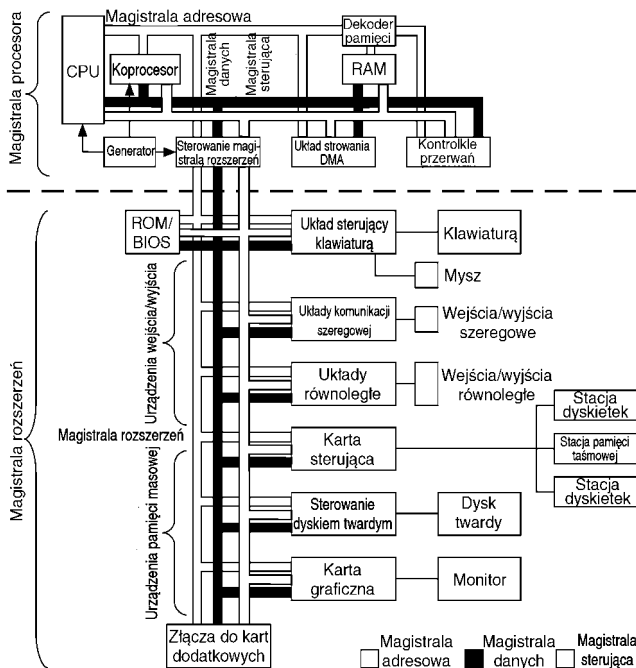 Magistrala adresowa
Dekoder
pamięci
CPU
Koprocesor
Magistrala
danych
Magistrala
sterująca
RAM
Magistrala procesora
Generator
Sterowanie magi-
stralą rozszerzeń
Układ strowania
DMA
Kontrolkle
przerwań
ROM/
BIOS
Układ sterujący
klawiaturą
Klawiaturą
Mysz
Urządzenia wejścia/wyjścia
Układy komunikacji
szeregowej
Wejścia/wyjścia
szeregowe
Układy
równoległe
Wejścia/wyjścia
równoległe
Magistrala rozszerzeń
Magistrala rozszerzeń
Karta
sterująca
Stacja
dyskietek
Stacja pamięci
taśmowej
Stacja
dyskietek
Urządzenia pamięci masowej
Sterowanie
dyskiem twardym
Dysk
twardy
Karta
graficzna
Monitor
Złącza do kart
dodatkowych
Magistrala
adresowa
Magistrala
danych
Magistrala
sterująca